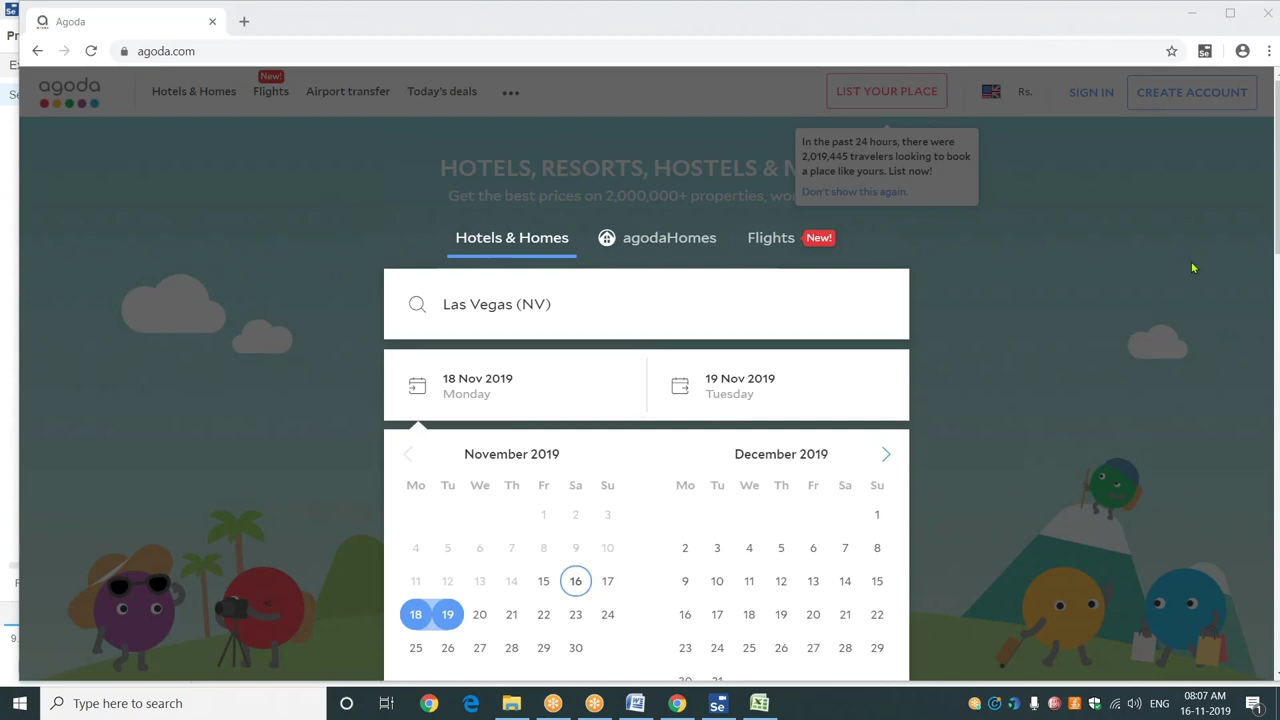 Se
Agoda
Pr
agoda.com
E
Se
agoda
Hotels & Homes
New!
Flights
Airport transfer
Today's deals
LIST YOUR PLACE
Rs.
SIGN IN
CREATE ACCOUNT
In the past 24 hours, there were
2,019,445 travelers looking to book
a place like yours. List now!
Don't show this again.
HOTELS, RESORTS, HOSTELS & M
Get the best prices on 2,000,000+ properties, wo
Hotels & Homes
agodaHomes
Flights New!
Las Vegas (NV)
18 Nov 2019
Monday
19 Nov 2019
Tuesday
November 2019
Mo Tu We Th Fr Sa Su
1 2 3
4 5 6 7 8 9 10
11 12 13 14 15 16 17
18 19 20 21 22 23 24
25 26 27 28 29 30
December 2019
Mo Tu We Th Fr Sa Su
1
2 3 4 5 6 7 8
9 10 11 12 13 14 15
16 17 18 19 20 21 22
23 24 25 26 27 28 29
30 31
9.
Type here to search
Se
ENG
08:07 AM
16-11-2019
1